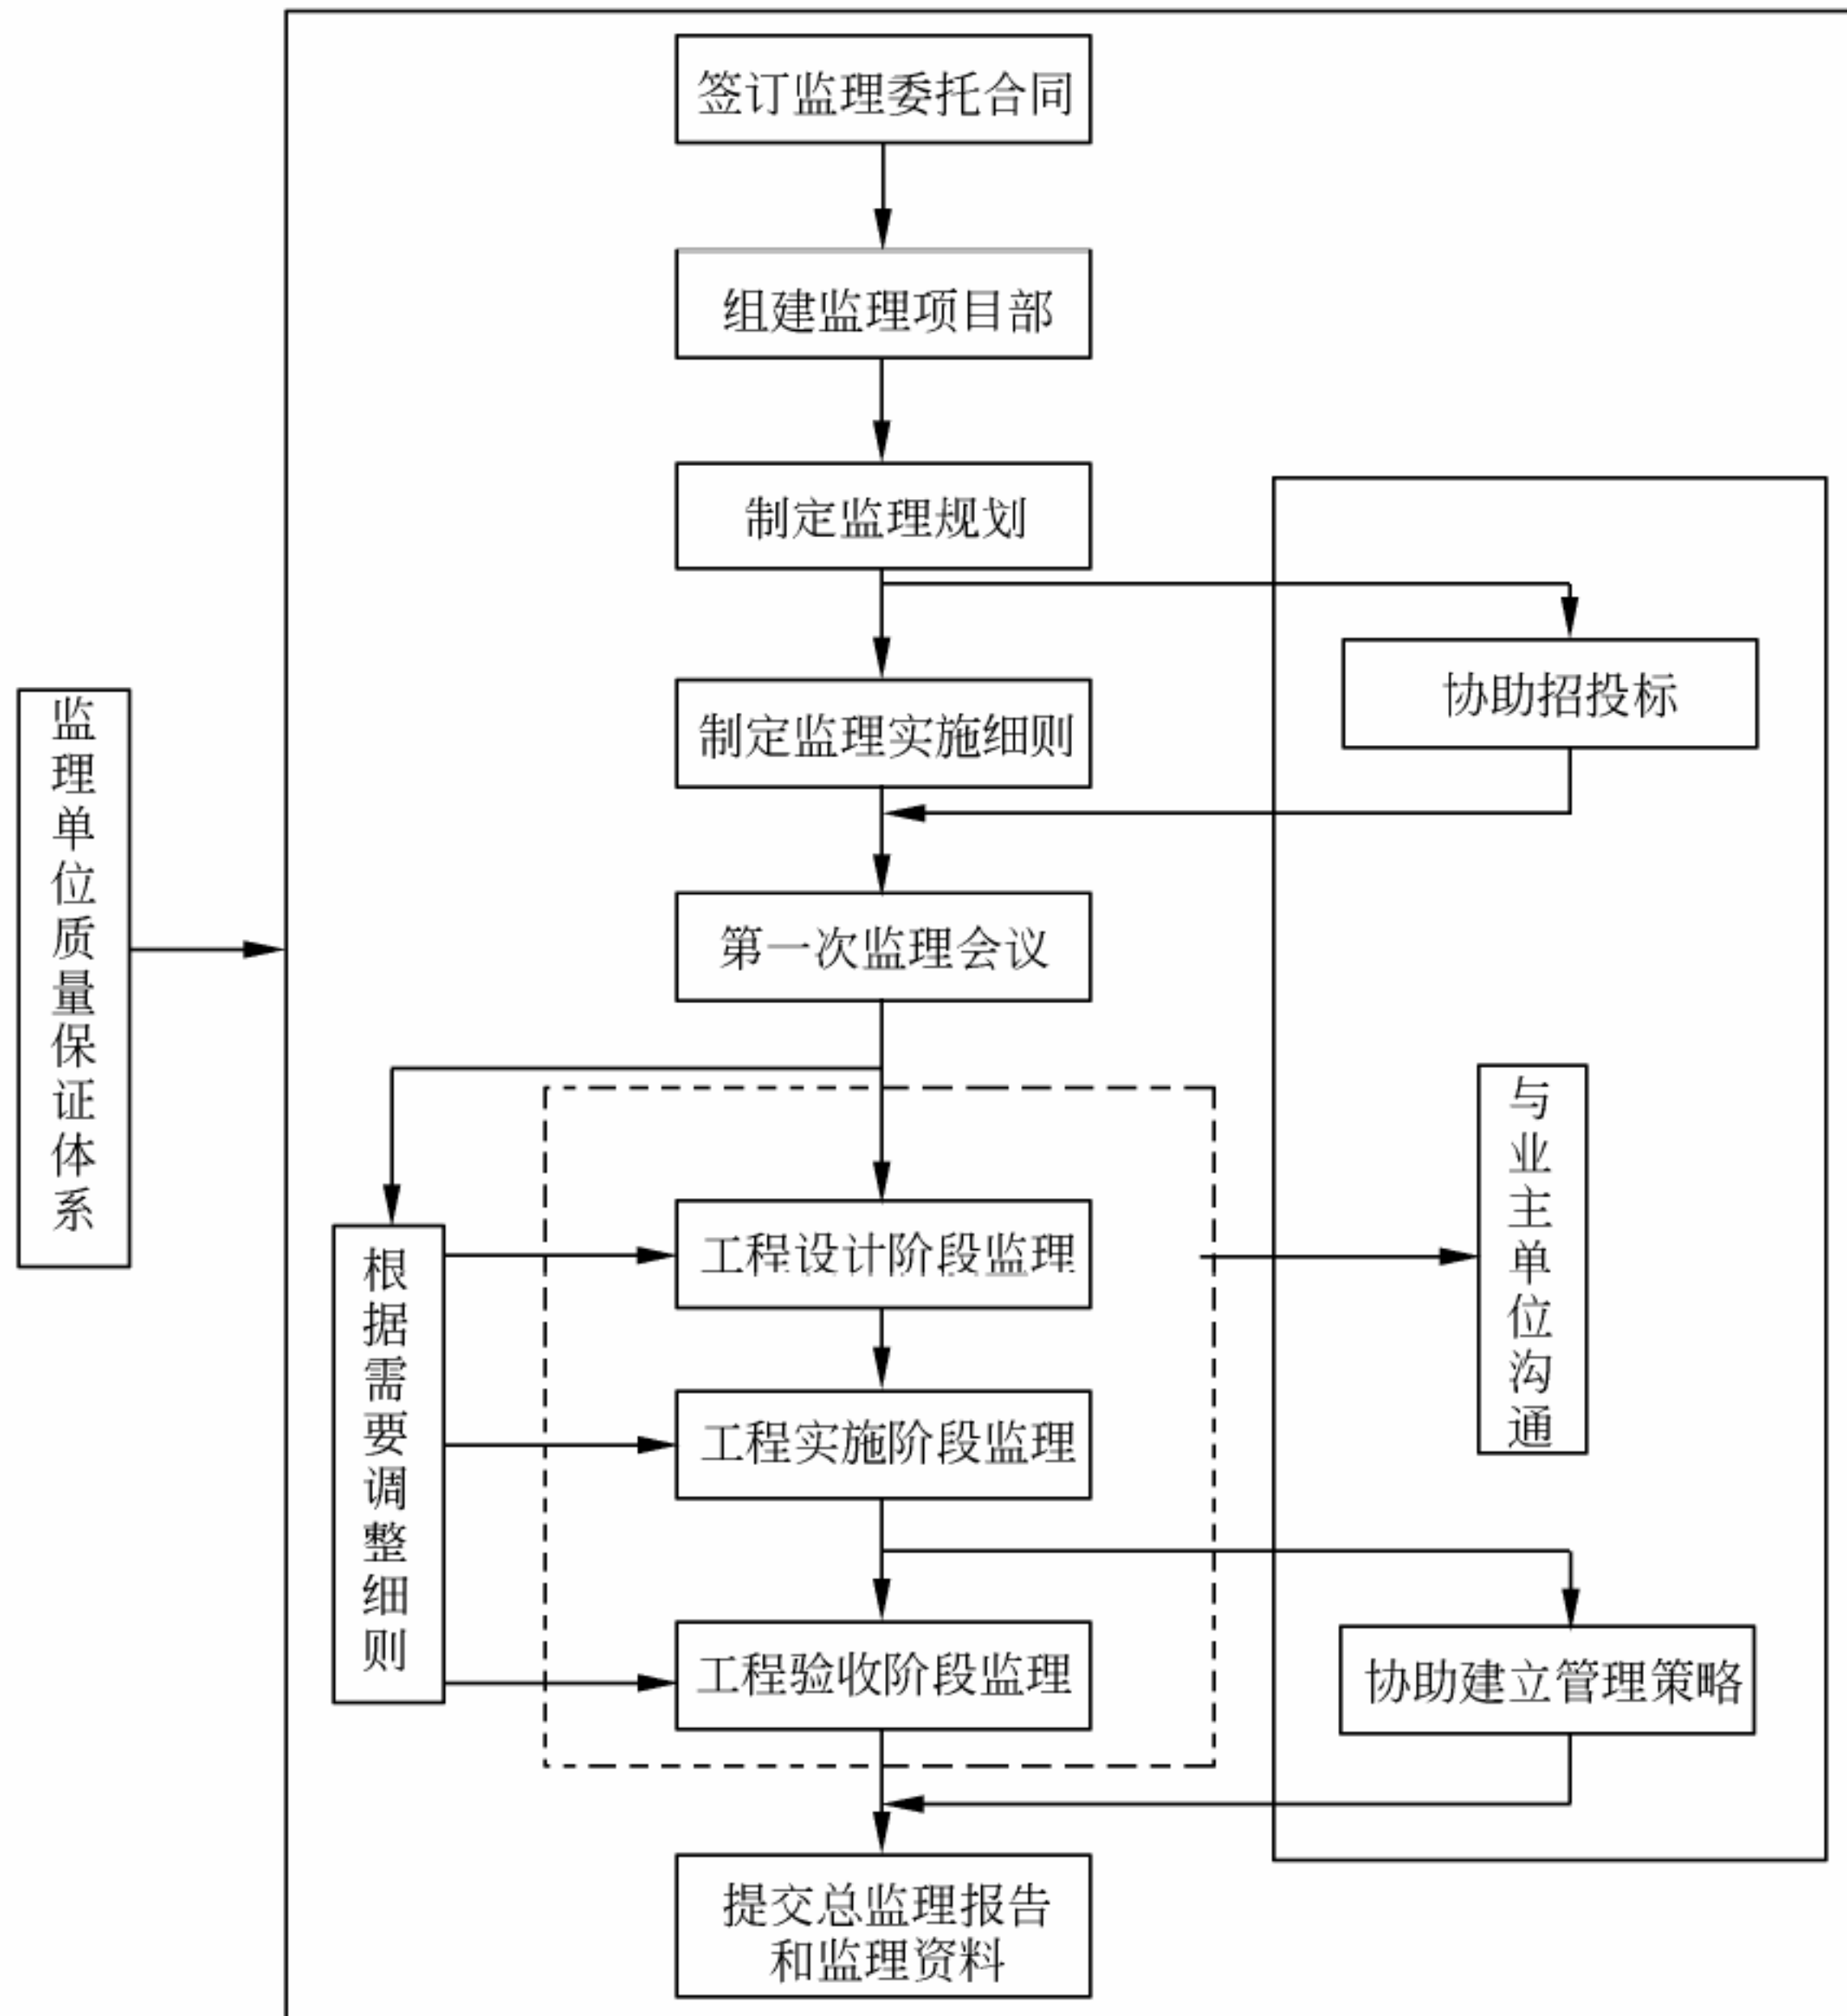 签订监理委托合同
组建监理项目部
制定监理规划
协助招投标
制定监理实施细则
监理单位质量保证体系
第一次监理会议
与业主单位沟通
工程设计阶段监理
根据需要调整细则
工程实施阶段监理
工程验收阶段监理
协助建立管理策略
提交总监理报告
和监理资料